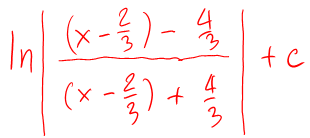 ln| ((x - 2/3) - 4/3) / ((x - 2/3) + 4/3) | + c